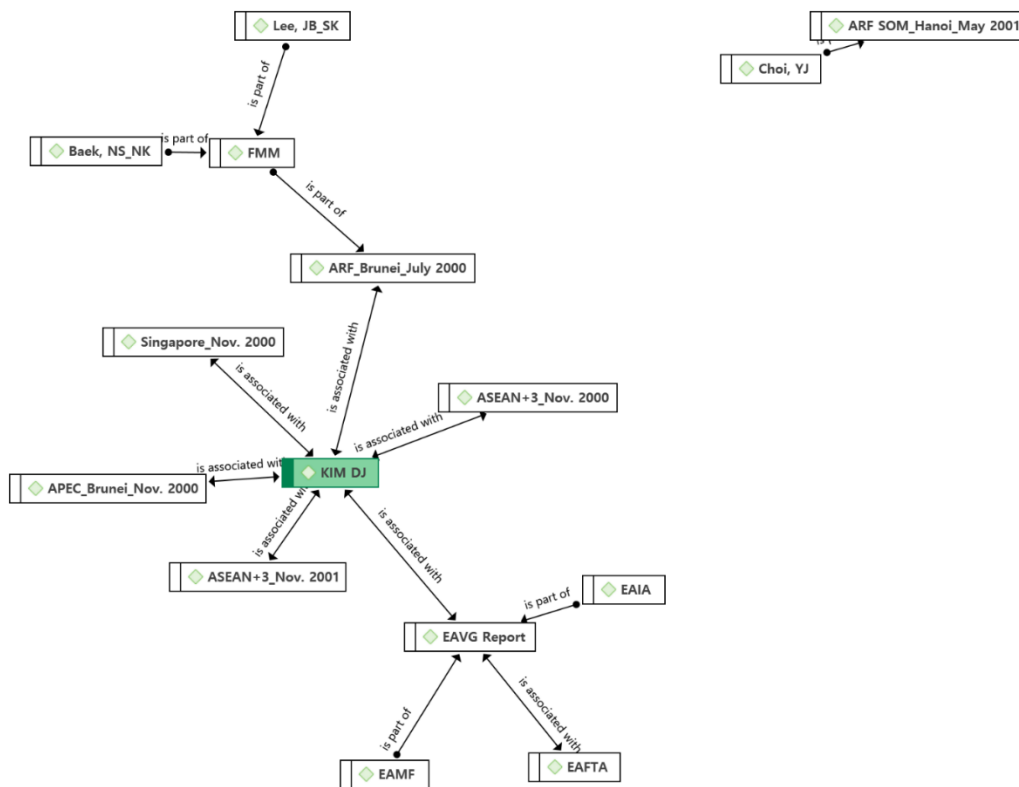 Lee, JB_SK
ARF SOM_Hanoi_May 2001
Choi, YJ
is part of
is part of
Baek, NS_NK
FMM
is part of
ARF_Brunei_July 2000
Singapore_Nov. 2000
is associated with
is associated with
ASEAN+3_Nov. 2000
is associated with
is associated with
KIM DJ
APEC_Brunei_Nov. 2000
is associated with
ASEAN+3_Nov. 2001
is associated with
is part of
EAIA
EAVG Report
is part of
is associated with
EAMF
EAFTA